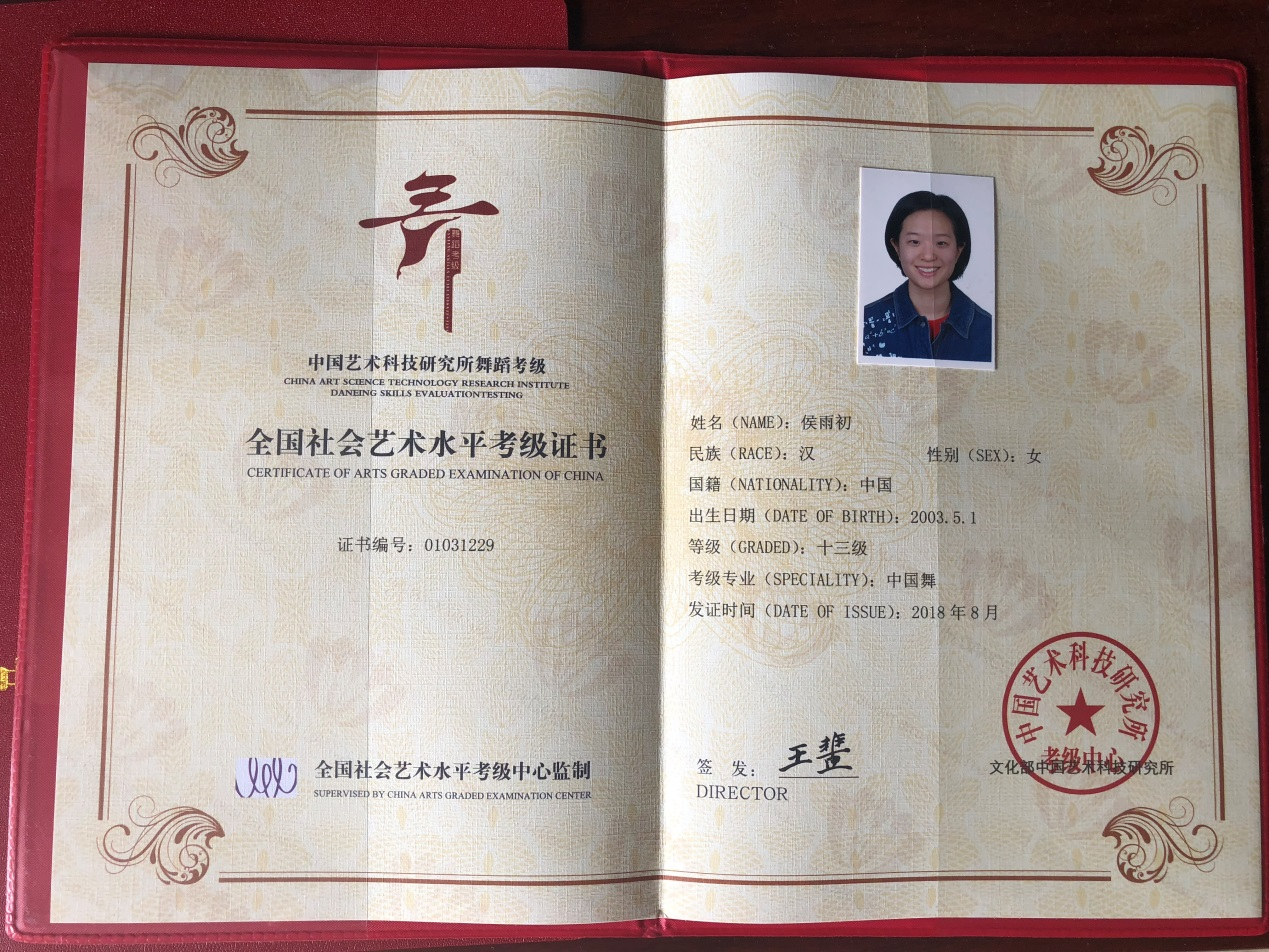 舞蹈考级
中国艺术科技研究所舞蹈考级
CHINA ART SCIENCE TECHNOLOGY RESEARCH INSTITUTE
DANEING SKILLS EVALUATIONTESTING
全国社会艺术水平考级证书
CERTIFICATE OF ARTS GRADED EXAMINATION OF CHINA
证书编号：01031229
全国社会艺术水平考级中心监制
SUPERVISED BY CHINA ARTS GRADED EXAMINATION CENTER
姓名（NAME）：侯雨初
民族（RACE）：汉 性别（SEX）：女
国籍（NATIONALITY）：中国
出生日期（DATE OF BIRTH）：2003.5.1
等级（GRADED）：十三级
考级专业（SPECIALITY）：中国舞
发证时间（DATE OF ISSUE）：2018年8月
签 发：
DIRECTOR
中国艺术科技研究所
考级中心
文化部中国艺术科技研究所